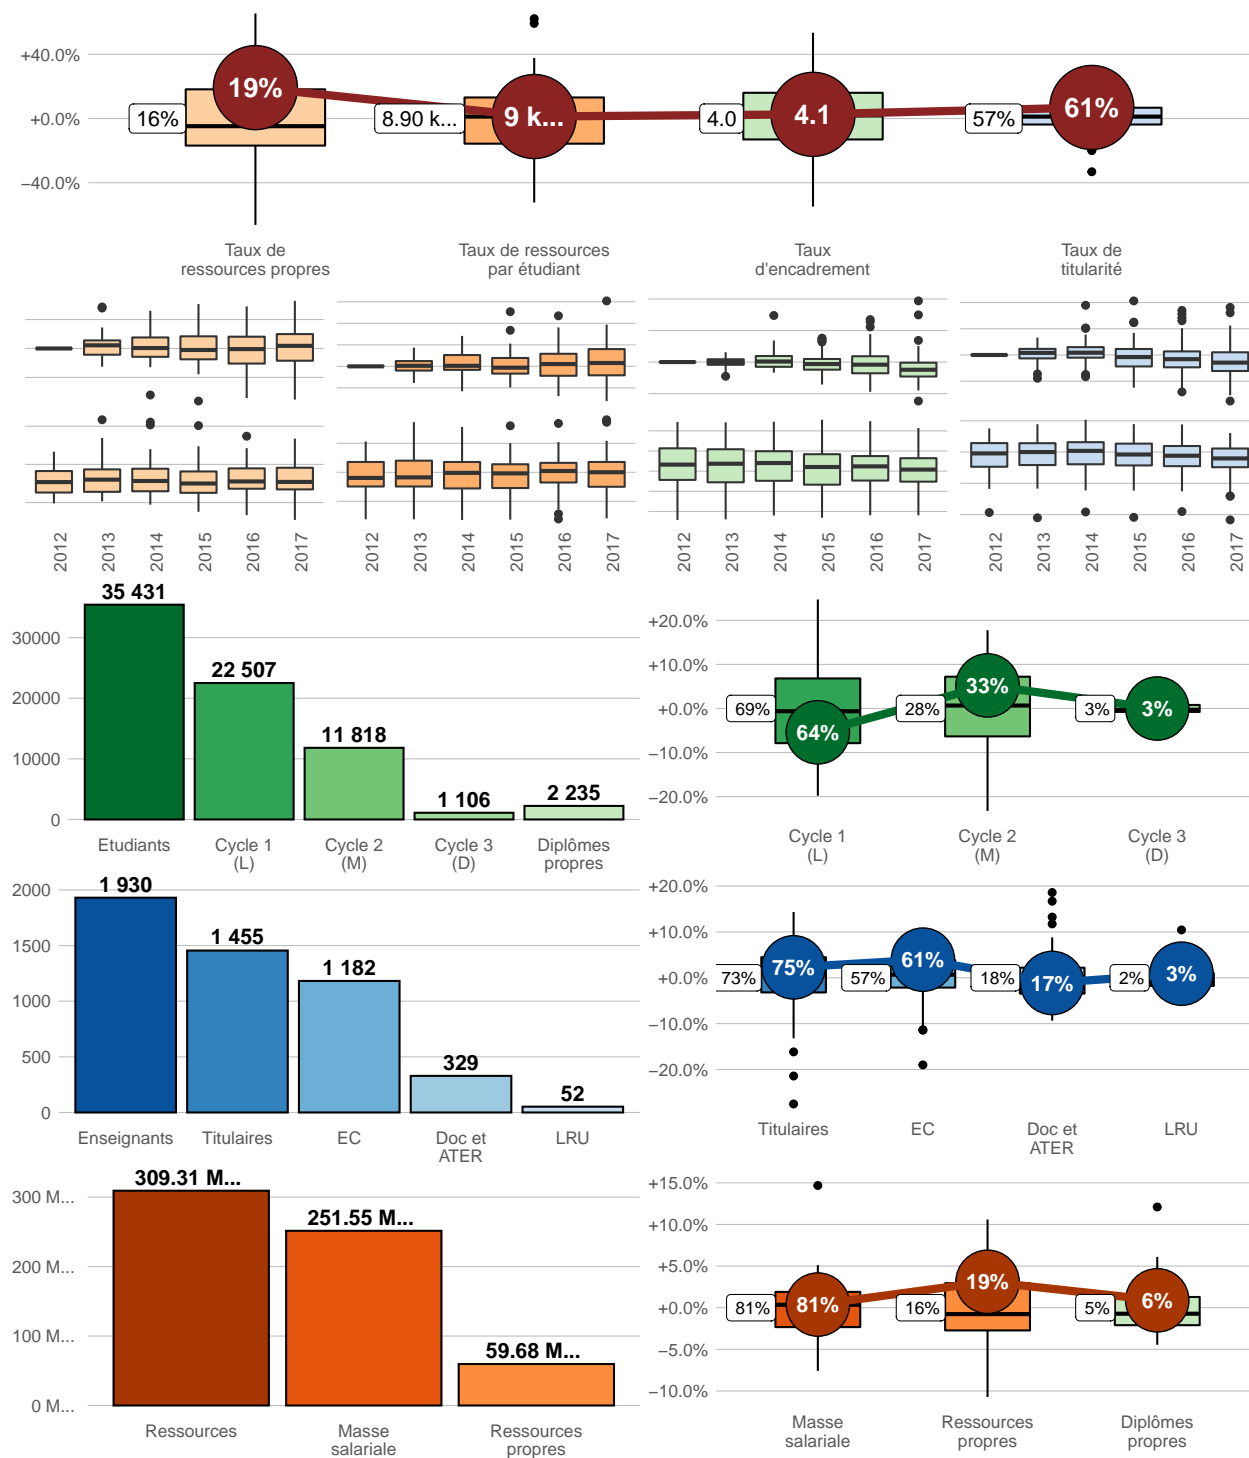 +40.0%
+0.0%
−40.0%
16%
19%
8.90 k...
9 k...
4.0
4.1
57%
61%
Taux de
ressources propres
Taux de ressources
par étudiant
Taux
d'encadrement
Taux de
titularité
2012
2013
2014
2015
2016
2017
2012
2013
2014
2015
2016
2017
2012
2013
2014
2015
2016
2017
2012
2013
2014
2015
2016
2017
30000
20000
10000
0
35 431
22 507
11 818
1 106
2 235
Etudiants
Cycle 1
(L)
Cycle 2
(M)
Cycle 3
(D)
Diplômes
propres
+20.0%
+10.0%
+0.0%
−10.0%
−20.0%
69%
64%
28%
33%
3%
3%
Cycle 1
(L)
Cycle 2
(M)
Cycle 3
(D)
2000
1500
1000
500
0
1 930
1 455
1 182
329
52
Enseignants
Titulaires
EC
Doc et
ATER
LRU
+20.0%
+10.0%
+0.0%
−10.0%
−20.0%
73%
75%
57%
61%
18%
17%
2%
3%
Titulaires
EC
Doc et
ATER
LRU
300 M...
200 M...
100 M...
0 M...
309.31 M...
251.55 M...
59.68 M...
Ressources
Masse
salariale
Ressources
propres
+15.0%
+10.0%
+5.0%
+0.0%
−5.0%
−10.0%
81%
81%
16%
19%
5%
6%
Masse
salariale
Ressources
propres
Diplômes
propres